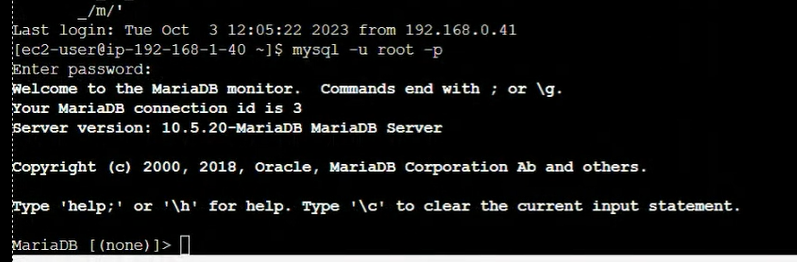 _/m/'
Last login: Tue Oct  3 12:05:22 2023 from 192.168.0.41
[ec2-user@ip-192-168-1-40 ~]$ mysql -u root -p
Enter password:
Welcome to the MariaDB monitor.  Commands end with ; or \g.
Your MariaDB connection id is 3
Server version: 10.5.20-MariaDB MariaDB Server
Copyright (c) 2000, 2018, Oracle, MariaDB Corporation Ab and others.
Type 'help;' or '\h' for help. Type '\c' to clear the current input statement.
MariaDB [(none)]>